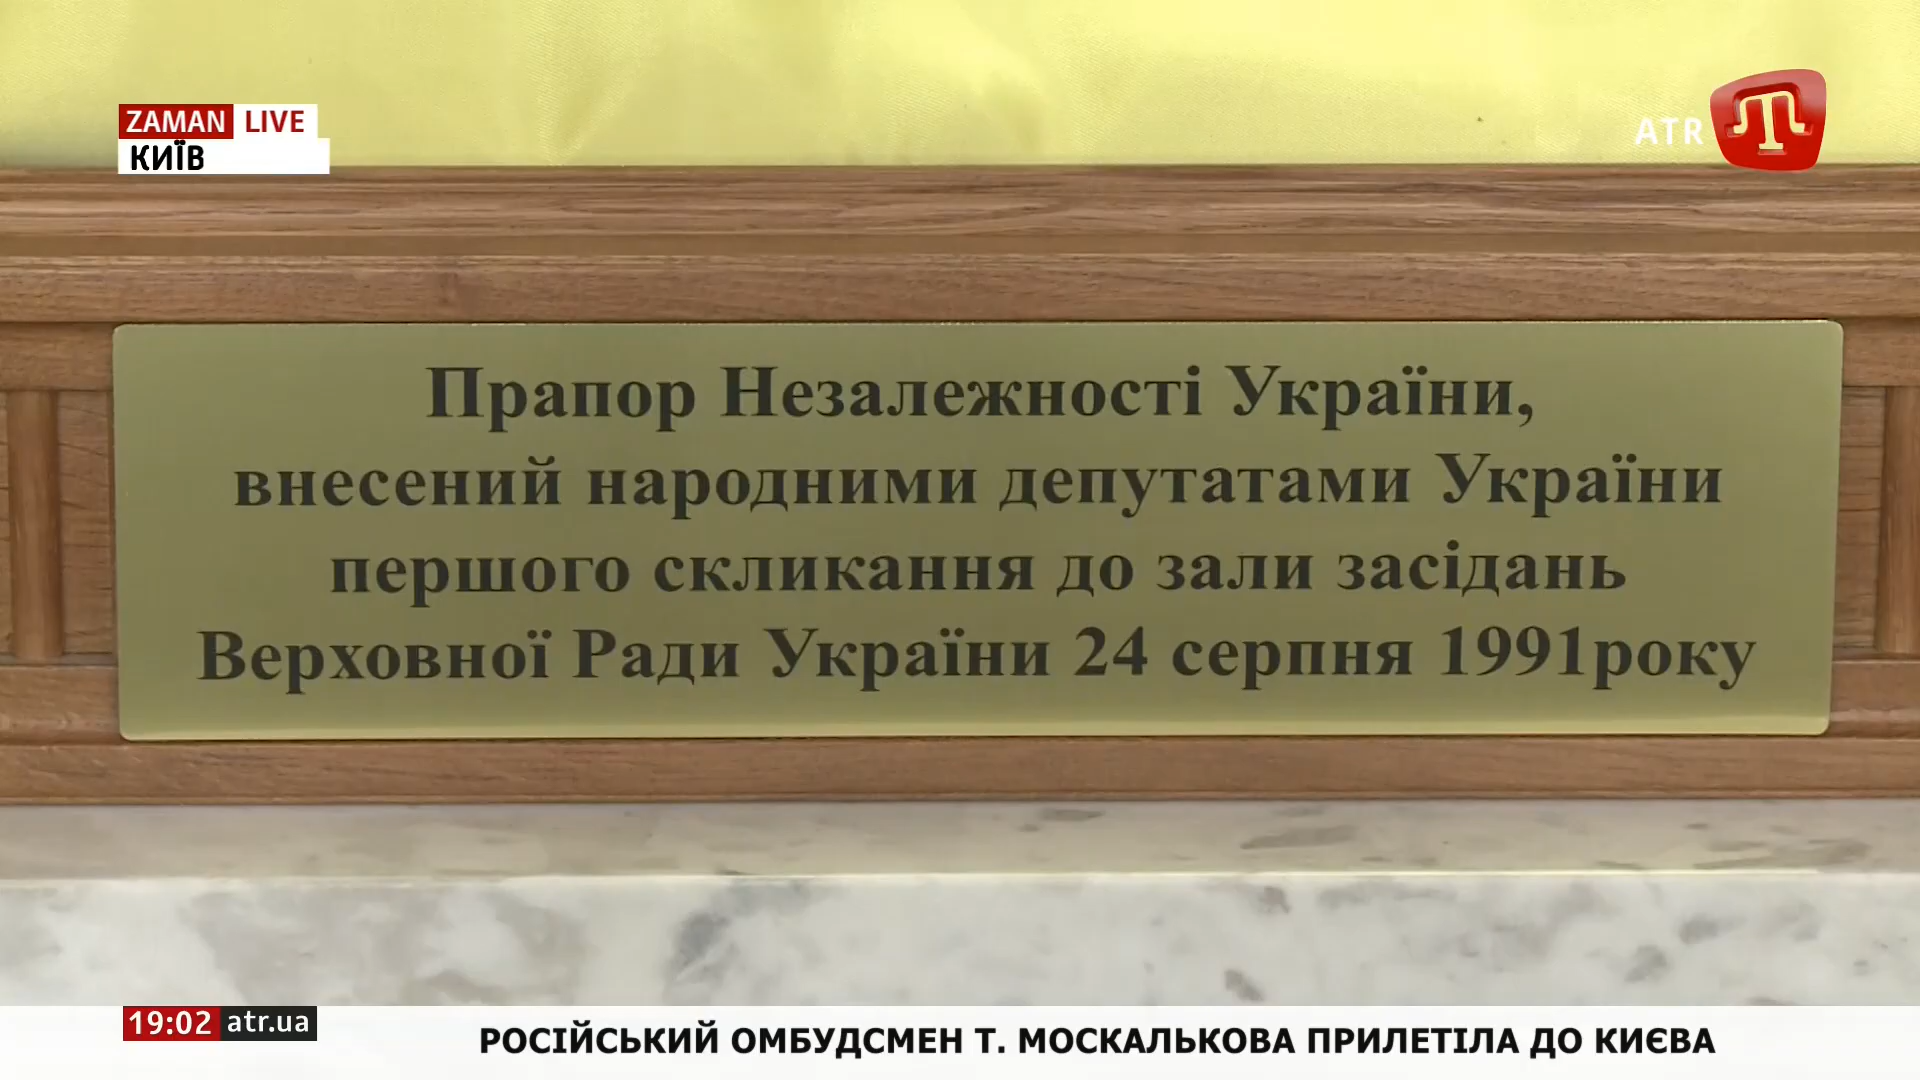 ZAMAN LIVE
КИЇВ
ATR
Прапор Незалежності України,
внесений народними депутатами України
першого скликання до зали засідань
Верховної Ради України 24 серпня 1991року
19:02 atr.ua
РОСІЙСЬКИЙ ОМБУДСМЕН Т. МОСКАЛЬКОВА ПРИЛЕТІЛА ДО КИЄВА